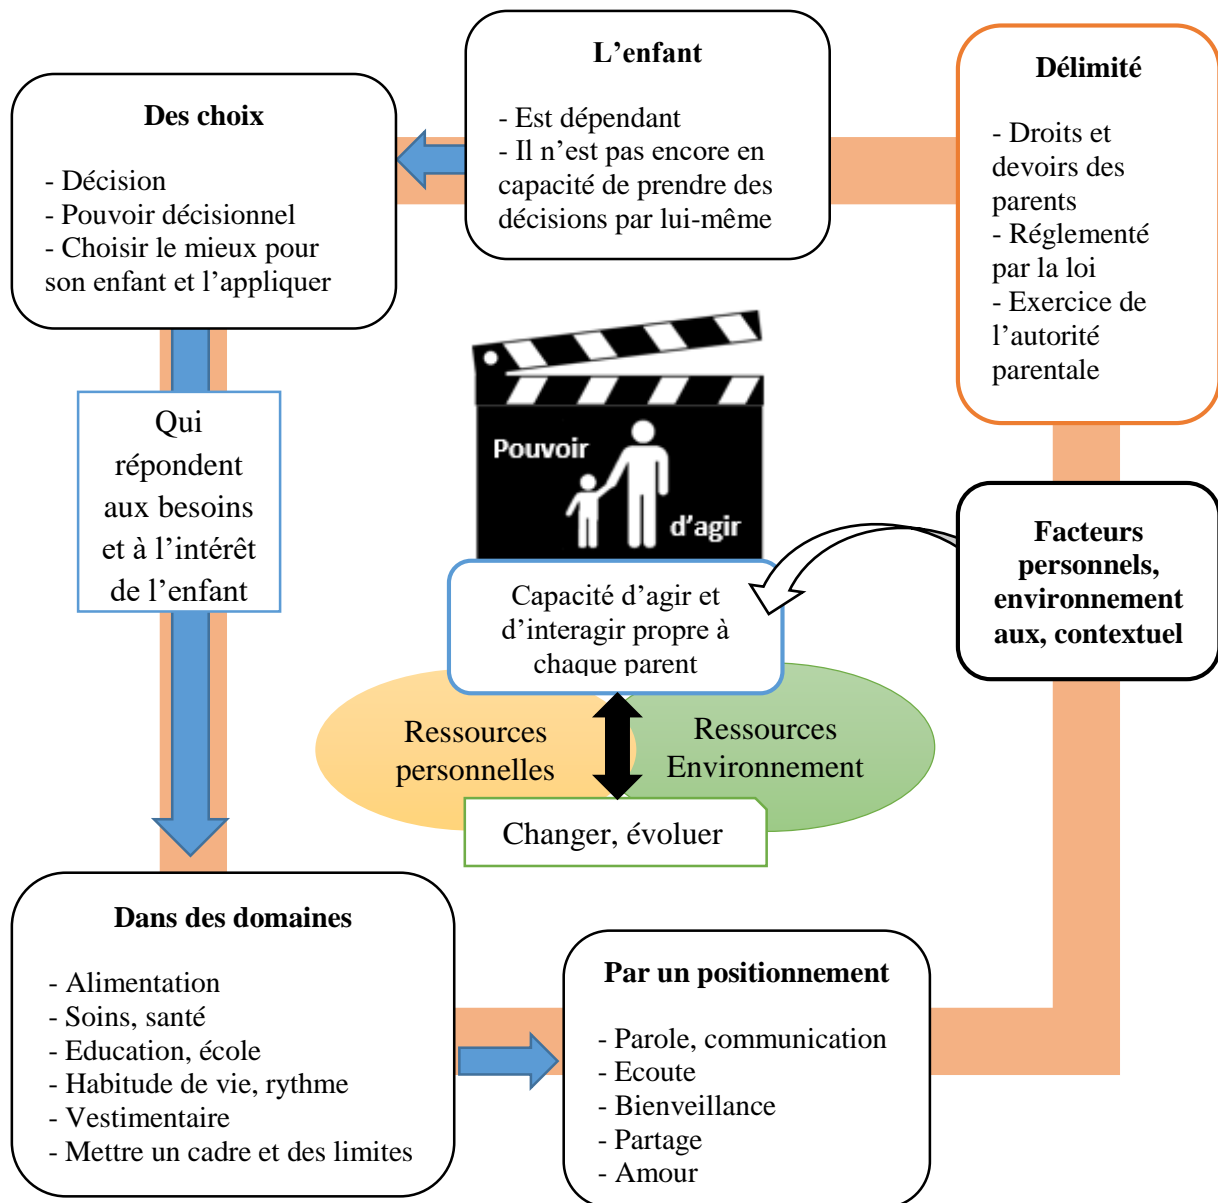 L’enfant
- Est dépendant
- Il n’est pas encore en
capacité de prendre des
décisions par lui-même
Délimité
- Droits et
devoirs des
parents
- Réglementé
par la loi
- Exercice de
l’autorité
parentale
Des choix
- Décision
- Pouvoir décisionnel
- Choisir le mieux pour
son enfant et l’appliquer
Qui
répondent
aux besoins
et à l’intérêt
de l’enfant
Pouvoir
d’agir
Capacité d’agir et
d’interagir propre à
chaque parent
Facteurs
personnels,
environnement
aux, contextuel
Ressources
personnelles
Ressources
Environnement
Changer, évoluer
Dans des domaines
- Alimentation
- Soins, santé
- Education, école
- Habitude de vie, rythme
- Vestimentaire
- Mettre un cadre et des limites
Par un positionnement
- Parole, communication
- Ecoute
- Bienveillance
- Partage
- Amour